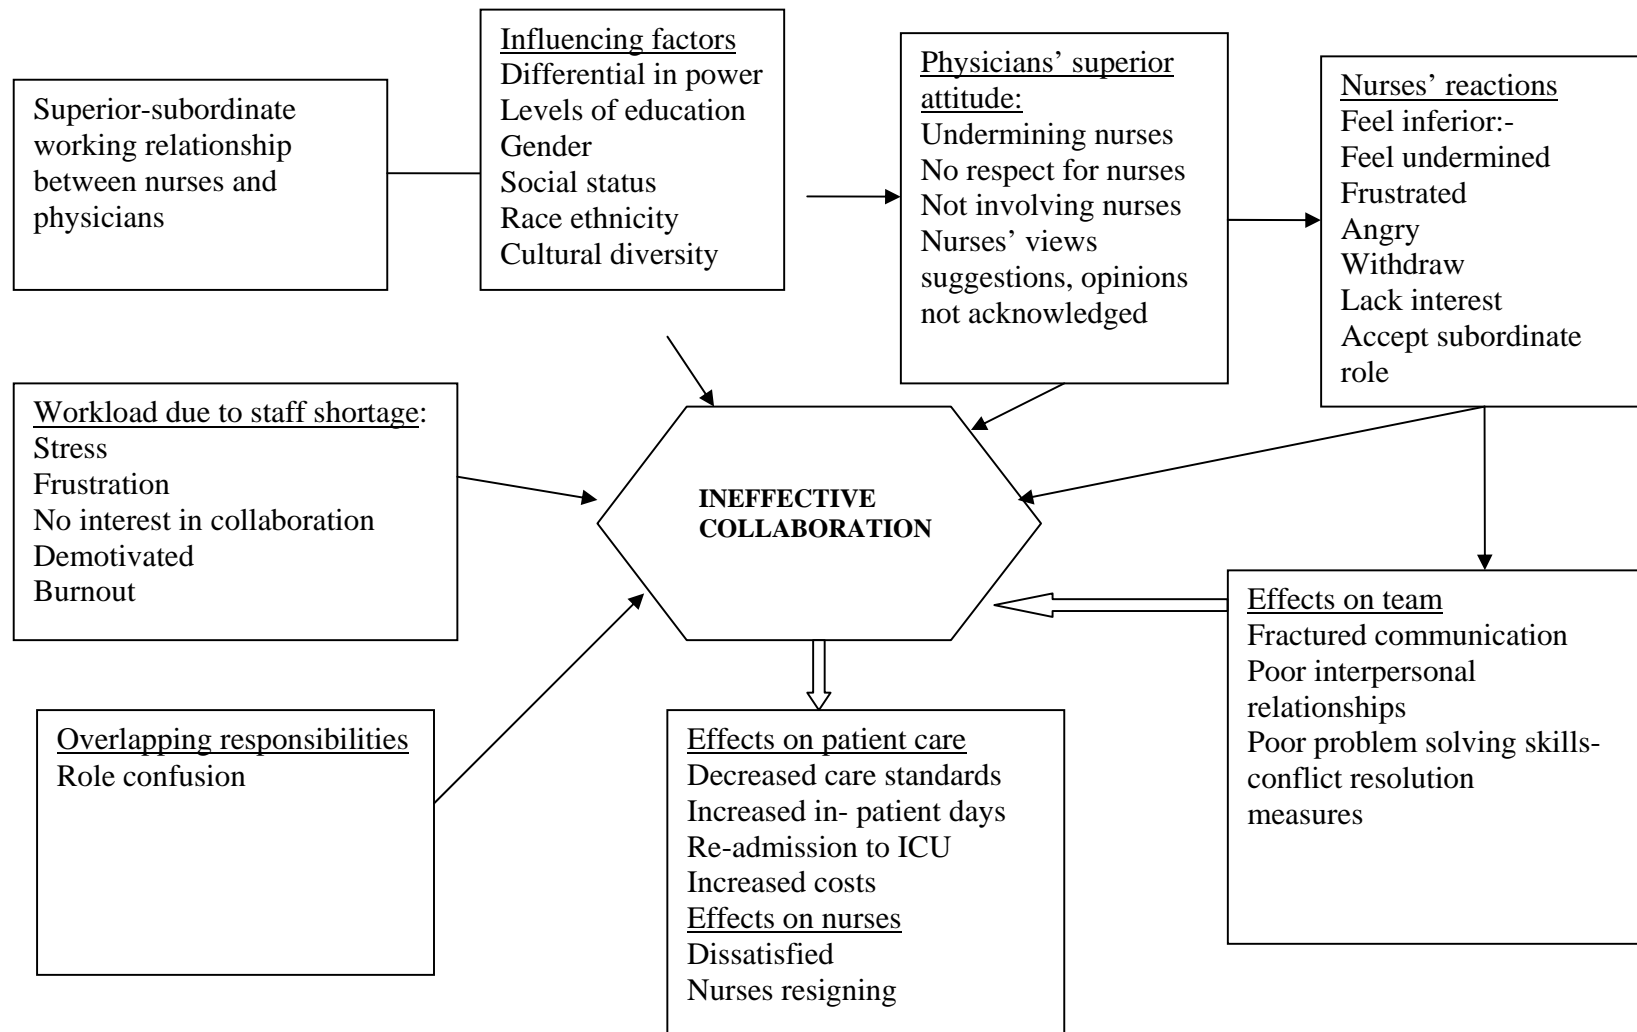 Superior-subordinate
working relationship
between nurses and
physicians
Influencing factors
Differential in power
Levels of education
Gender
Social status
Race ethnicity
Cultural diversity
Physicians’ superior
attitude:
Undermining nurses
No respect for nurses
Not involving nurses
Nurses’ views
suggestions, opinions
not acknowledged
Nurses’ reactions
Feel inferior:-
Feel undermined
Frustrated
Angry
Withdraw
Lack interest
Accept subordinate
role
Workload due to staff shortage:
Stress
Frustration
No interest in collaboration
Demotivated
Burnout
INEFFECTIVE
COLLABORATION
Overlapping responsibilities
Role confusion
Effects on patient care
Decreased care standards
Increased in- patient days
Re-admission to ICU
Increased costs
Effects on nurses
Dissatisfied
Nurses resigning
Effects on team
Fractured communication
Poor interpersonal
relationships
Poor problem solving skills-
conflict resolution
measures